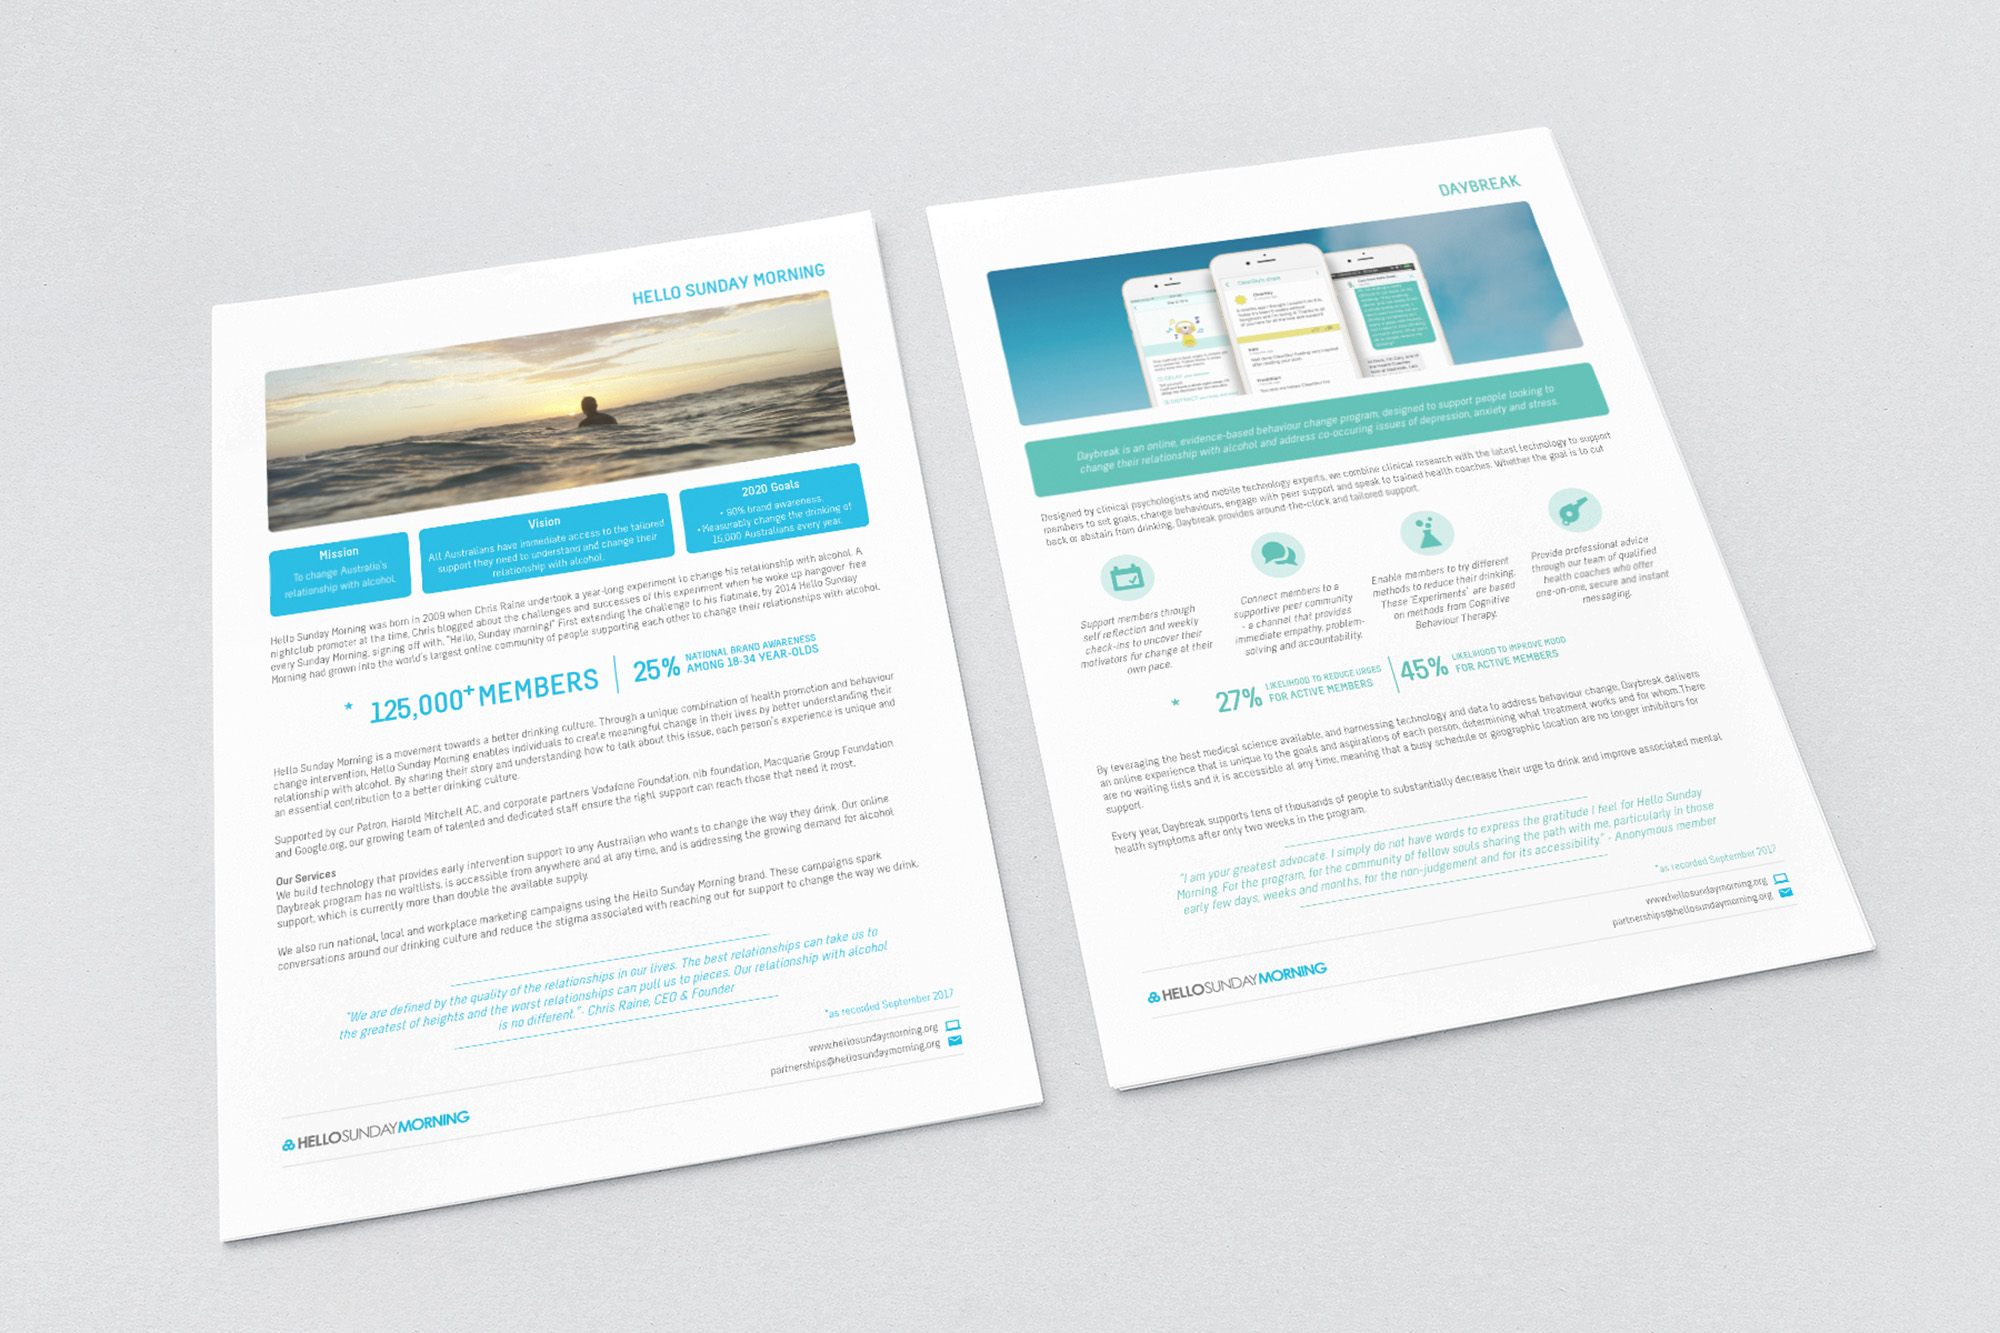 HELLO SUNDAY MORNING
Mission
To change Australia's
relationship with alcohol.
Vision
All Australians have immediate access to the tailored
support they need to understand and change their
relationship with alcohol.
2020 Goals
• 90% brand awareness.
• Measurably change the drinking of
15,000 Australians every year.
Hello Sunday Morning was born in 2009 when Chris Raine undertook a year-long experiment to change his relationship with alcohol. A
nightclub promoter at the time, Chris blogged about the challenges and successes of this experiment when he woke up hangover free
every Sunday Morning, signing off with, "Hello, Sunday morning!" First extending the challenge to his flatmate, by 2014 Hello Sunday
Morning had grown into the world's largest online community of people supporting each other to change their relationships with alcohol.
* 125,000+ MEMBERS
25% NATIONAL BRAND AWARENESS
AMONG 18-34 YEAR-OLDS
Hello Sunday Morning is a movement towards a better drinking culture. Through a unique combination of health promotion and behaviour
change intervention, Hello Sunday Morning enables individuals to create meaningful change in their lives by better understanding their
relationship with alcohol. By sharing their story and understanding how to talk about this issue, each person's experience is unique and
an essential contribution to a better drinking culture.
Supported by our Patron, Harold Mitchell AC, and corporate partners Vodafone Foundation, nib foundation, Macquarie Group Foundation
and Google.org, our growing team of talented and dedicated staff ensure the right support can reach those that need it most.
Our Services
We build technology that provides early intervention support to any Australian who wants to change the way they drink. Our online
Daybreak program has no waitlists, is accessible from anywhere and at any time, and is addressing the growing demand for alcohol
support, which is currently more than double the available supply.
We also run national, local and workplace marketing campaigns using the Hello Sunday Morning brand. These campaigns spark
conversations around our drinking culture and reduce the stigma associated with reaching out for support to change the way we drink.
"We are defined by the quality of the relationships in our lives. The best relationships can take us to
the greatest of heights and the worst relationships can pull us to pieces. Our relationship with alcohol
is no different." - Chris Raine, CEO & Founder
*as recorded September 2017
www.hellosundaymorning.org
partnerships@hellosundaymorning.org
HELLOSUNDAYMORNING
DAYBREAK
Daybreak is an online, evidence-based behaviour change program, designed to support people looking to
change their relationship with alcohol and address co-occuring issues of depression, anxiety and stress.
Designed by clinical psychologists and mobile technology experts, we combine clinical research with the latest technology to support
members to set goals, change behaviours, engage with peer support and speak to trained health coaches. Whether the goal is to cut
back or abstain from drinking, Daybreak provides around-the-clock and tailored support.
Support members through
self reflection and weekly
check-ins to uncover their
motivators for change at their
own pace.
Connect members to a
supportive peer community
- a channel that provides
immediate empathy, problem-
solving and accountability.
Enable members to try different
methods to reduce their drinking.
These 'Experiments' are based
on methods from Cognitive
Behaviour Therapy.
Provide professional advice
through our team of qualified
health coaches who offer
one-on-one, secure and instant
messaging.
* 27% LIKELIHOOD TO REDUCE URGES
FOR ACTIVE MEMBERS
45% LIKELIHOOD TO IMPROVE MOOD
FOR ACTIVE MEMBERS
By leveraging the best medical science available, and harnessing technology and data to address behaviour change, Daybreak delivers
an online experience that is unique to the goals and aspirations of each person, determining what treatment works and for whom.There
are no waiting lists and it is accessible at any time, meaning that a busy schedule or geographic location are no longer inhibitors for
support.
Every year, Daybreak supports tens of thousands of people to substantially decrease their urge to drink and improve associated mental
health symptoms after only two weeks in the program.
"I am your greatest advocate. I simply do not have words to express the gratitude I feel for Hello Sunday
Morning. For the program, for the community of fellow souls sharing the path with me, particularly in those
early few days, weeks and months, for the non-judgement and for its accessibility." - Anonymous member
*as recorded September 2017
www.hellosundaymorning.org
partnerships@hellosundaymorning.org
HELLOSUNDAYMORNING